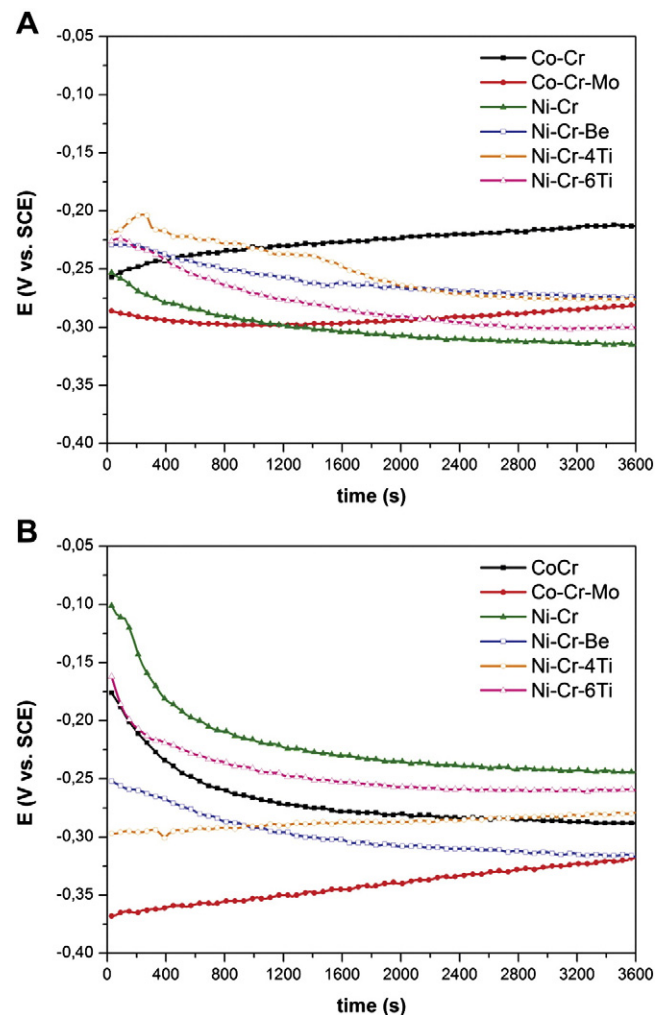 A
-0,05
-0,10
-0,15
-0,20
-0,25
-0,30
-0,35
-0,40
E (V vs. SCE)
Co-Cr
Co-Cr-Mo
Ni-Cr
Ni-Cr-Be
Ni-Cr-4Ti
Ni-Cr-6Ti
0 400 800 1200 1600 2000 2400 2800 3200 3600
time (s)
B
-0,05
-0,10
-0,15
-0,20
-0,25
-0,30
-0,35
-0,40
E (V vs. SCE)
CoCr
Co-Cr-Mo
Ni-Cr
Ni-Cr-Be
Ni-Cr-4Ti
Ni-Cr-6Ti
0 400 800 1200 1600 2000 2400 2800 3200 3600
time (s)